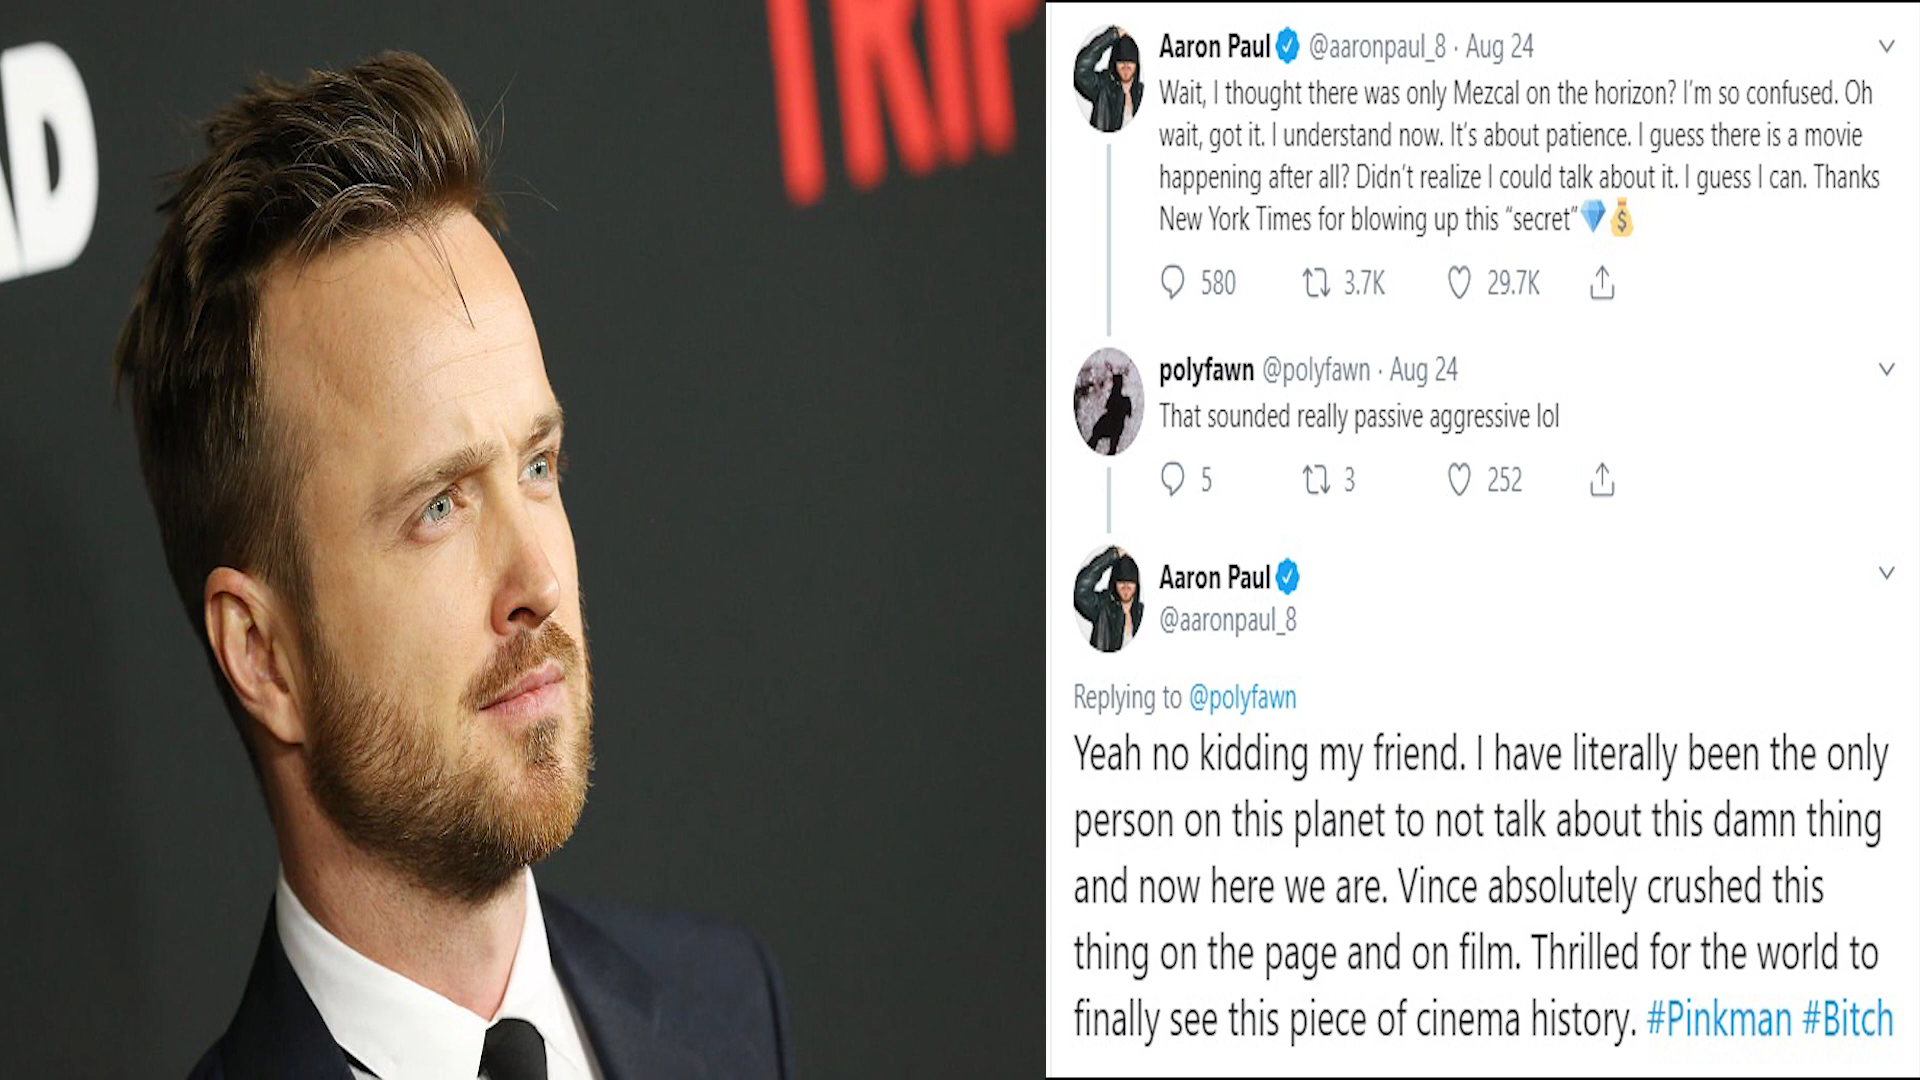 AD
TRIP
Aaron Paul @aaronpaul_8 · Aug 24
Wait, I thought there was only Mezcal on the horizon? I'm so confused. Oh
wait, got it. I understand now. It's about patience. I guess there is a movie
happening after all? Didn't realize I could talk about it. I guess I can. Thanks
New York Times for blowing up this “secret”💎💰
580 3.7K 29.7K
polyfawn @polyfawn · Aug 24
That sounded really passive aggressive lol
5 3 252
Aaron Paul
@aaronpaul_8
Replying to @polyfawn
Yeah no kidding my friend. I have literally been the only
person on this planet to not talk about this damn thing
and now here we are. Vince absolutely crushed this
thing on the page and on film. Thrilled for the world to
finally see this piece of cinema history. #Pinkman #Bitch